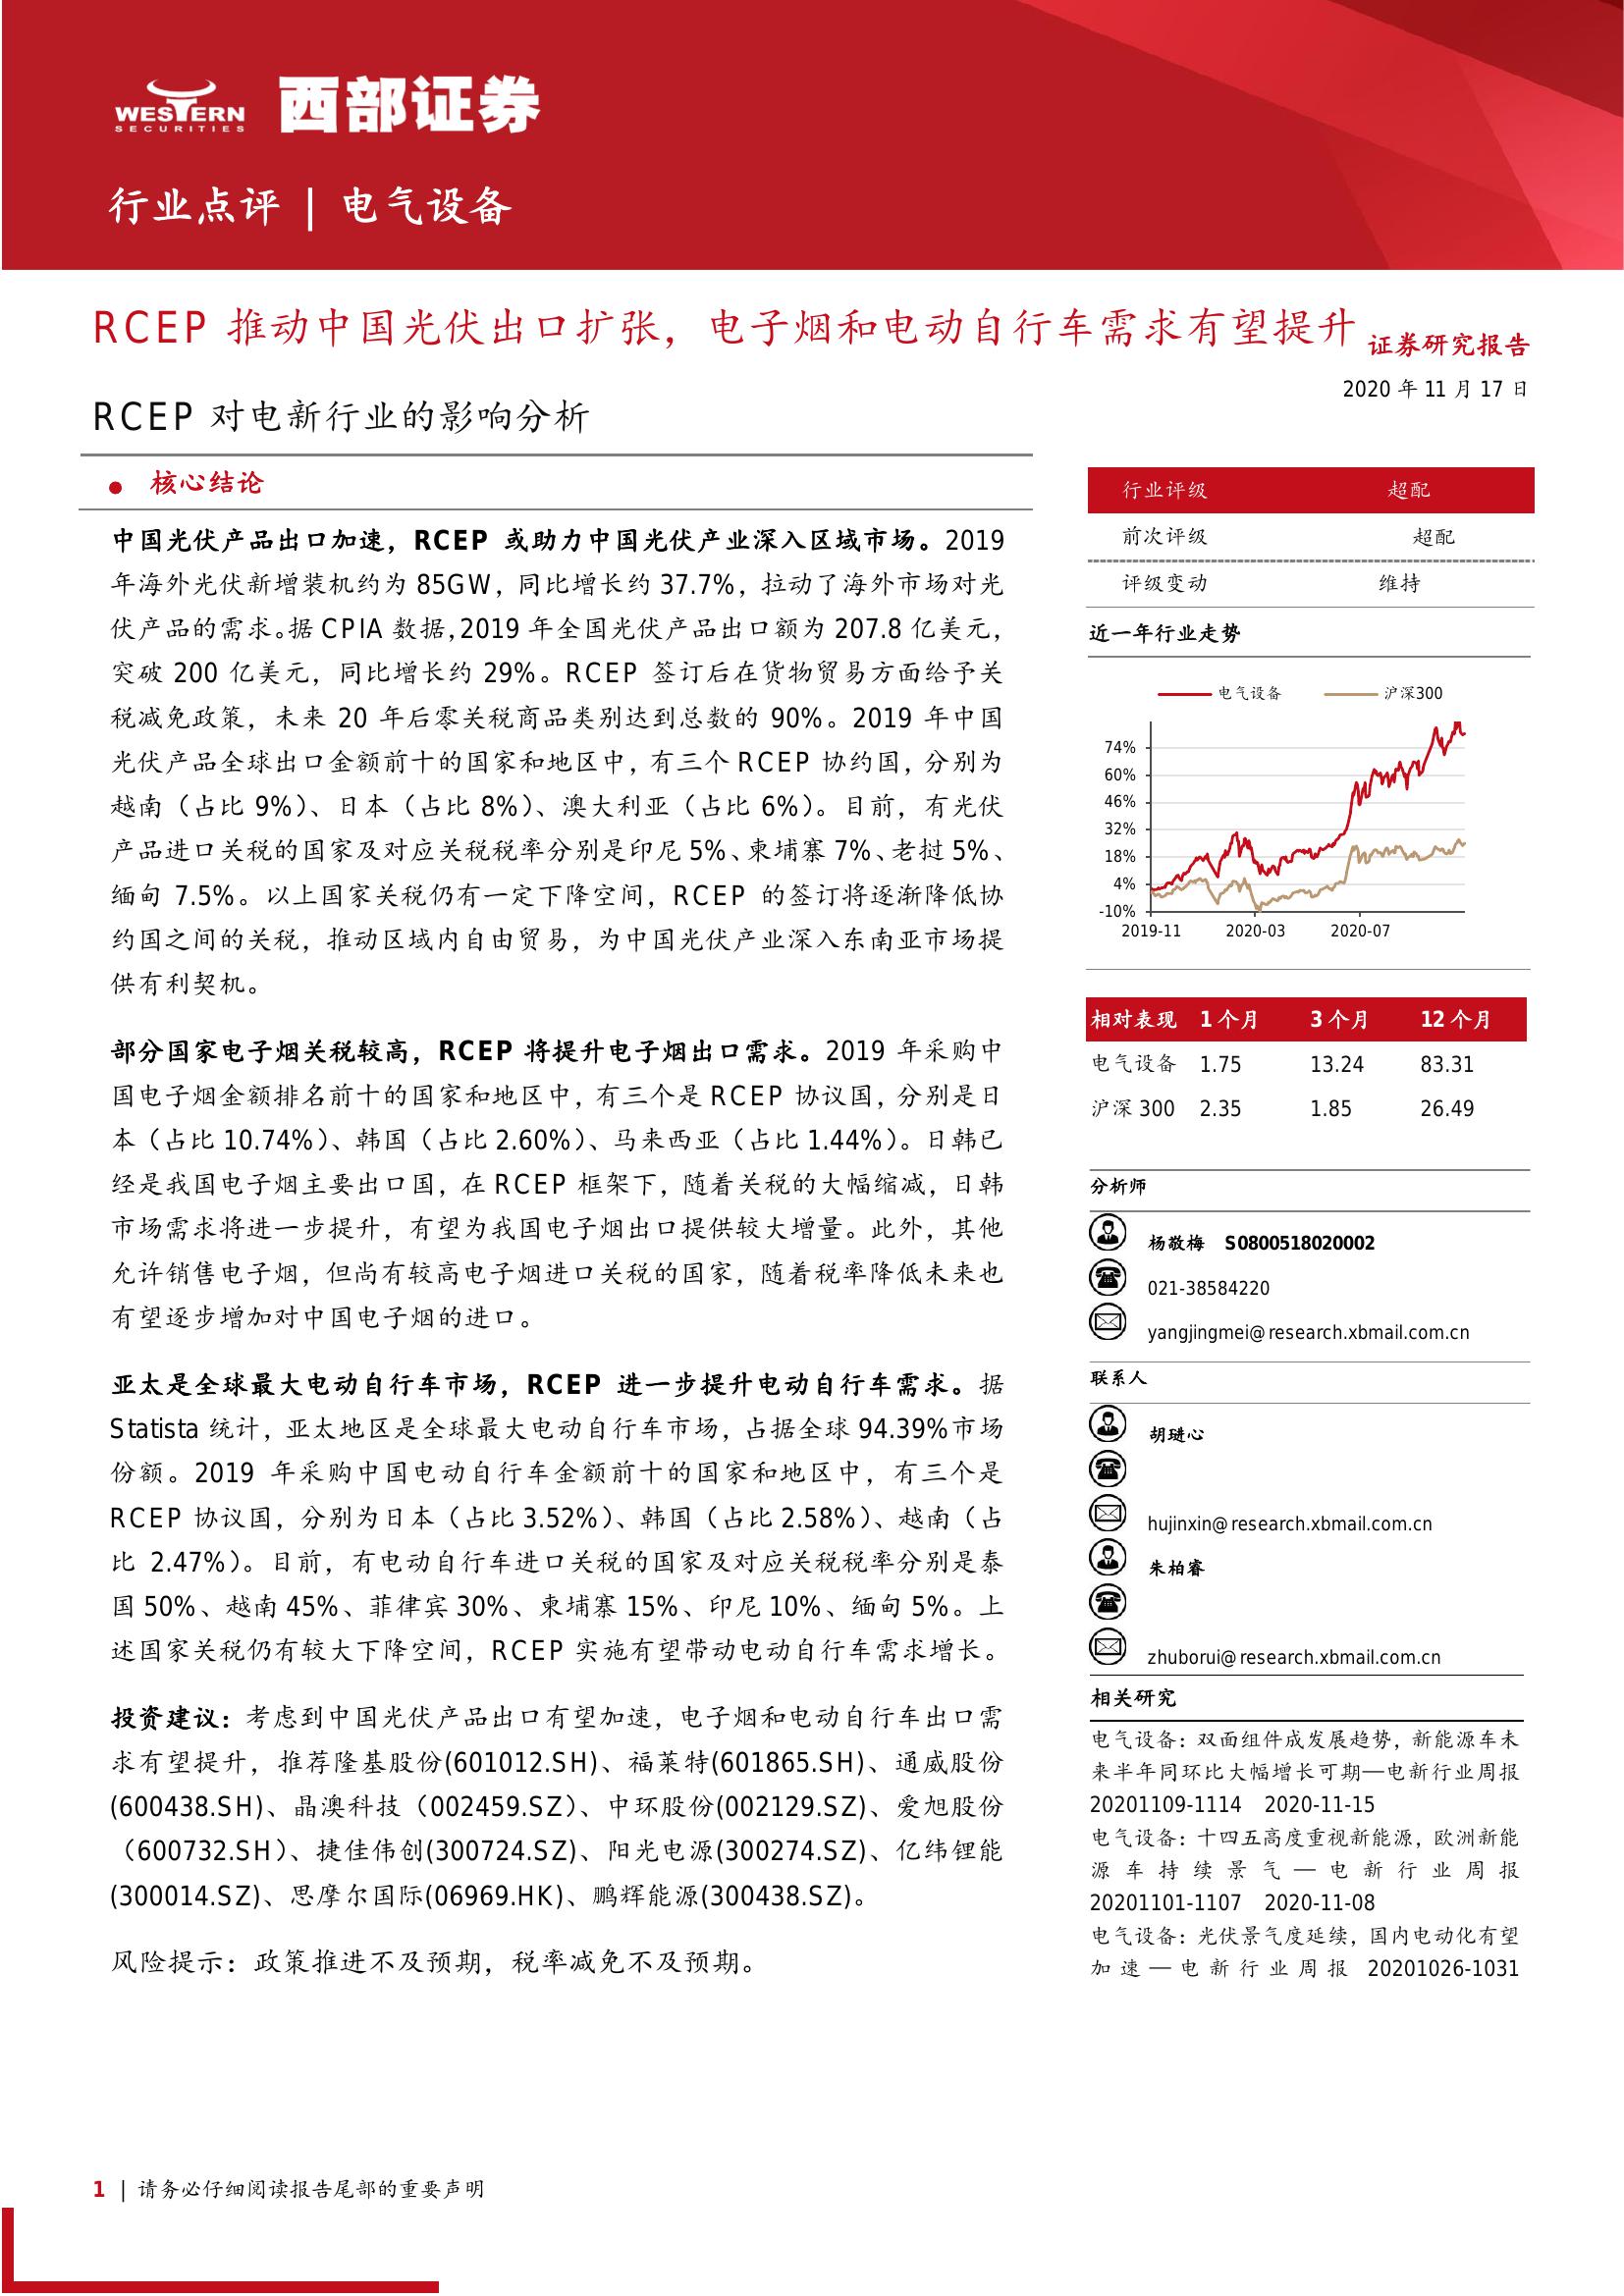 WESTERN
SECURITIES
西部证券
行业点评 | 电气设备
RCEP 推动中国光伏出口扩张，电子烟和电动自行车需求有望提升
证券研究报告
2020 年 11 月 17 日
RCEP 对电新行业的影响分析
● 核心结论
中国光伏产品出口加速，RCEP 或助力中国光伏产业深入区域市场。2019
年海外光伏新增装机约为 85GW，同比增长约 37.7%，拉动了海外市场对光
伏产品的需求。据 CPIA 数据，2019 年全国光伏产品出口额为 207.8 亿美元，
突破 200 亿美元，同比增长约 29%。RCEP 签订后在货物贸易方面给予关
税减免政策，未来 20 年后零关税商品类别达到总数的 90%。2019 年中国
光伏产品全球出口金额前十的国家和地区中，有三个 RCEP 协约国，分别为
越南（占比 9%）、日本（占比 8%）、澳大利亚（占比 6%）。目前，有光伏
产品进口关税的国家及对应关税税率分别是印尼 5%、柬埔寨 7%、老挝 5%、
缅甸 7.5%。以上国家关税仍有一定下降空间，RCEP 的签订将逐渐降低协
约国之间的关税，推动区域内自由贸易，为中国光伏产业深入东南亚市场提
供有利契机。
部分国家电子烟关税较高，RCEP 将提升电子烟出口需求。2019 年采购中
国电子烟金额排名前十的国家和地区中，有三个是 RCEP 协议国，分别是日
本（占比 10.74%）、韩国（占比 2.60%）、马来西亚（占比 1.44%）。日韩已
经是我国电子烟主要出口国，在 RCEP 框架下，随着关税的大幅缩减，日韩
市场需求将进一步提升，有望为我国电子烟出口提供较大增量。此外，其他
允许销售电子烟，但尚有较高电子烟进口关税的国家，随着税率降低未来也
有望逐步增加对中国电子烟的进口。
亚太是全球最大电动自行车市场，RCEP 进一步提升电动自行车需求。据
Statista 统计，亚太地区是全球最大电动自行车市场，占据全球 94.39%市场
份额。2019 年采购中国电动自行车金额前十的国家和地区中，有三个是
RCEP 协议国，分别为日本（占比 3.52%）、韩国（占比 2.58%）、越南（占
比 2.47%）。目前，有电动自行车进口关税的国家及对应关税税率分别是泰
国 50%、越南 45%、菲律宾 30%、柬埔寨 15%、印尼 10%、缅甸 5%。上
述国家关税仍有较大下降空间，RCEP 实施有望带动电动自行车需求增长。
投资建议：考虑到中国光伏产品出口有望加速，电子烟和电动自行车出口需
求有望提升，推荐隆基股份(601012.SH)、福莱特(601865.SH)、通威股份
(600438.SH)、晶澳科技（002459.SZ）、中环股份(002129.SZ)、爱旭股份
（600732.SH）、捷佳伟创(300724.SZ)、阳光电源(300274.SZ)、亿纬锂能
(300014.SZ)、思摩尔国际(06969.HK)、鹏辉能源(300438.SZ)。
风险提示：政策推进不及预期，税率减免不及预期。
行业评级 超配
前次评级 超配
评级变动 维持
近一年行业走势
电气设备 沪深300
74%
60%
46%
32%
18%
4%
-10%
2019-11 2020-03 2020-07
相对表现 1 个月 3 个月 12 个月
电气设备 1.75 13.24 83.31
沪深 300 2.35 1.85 26.49
分析师
杨敬梅 S0800518020002
021-38584220
yangjingmei@research.xbmail.com.cn
联系人
胡琎心
hujinxin@research.xbmail.com.cn
朱柏睿
zhuborui@research.xbmail.com.cn
相关研究
电气设备：双面组件成发展趋势，新能源车未
来半年同环比大幅增长可期—电新行业周报
20201109-1114 2020-11-15
电气设备：十四五高度重视新能源，欧洲新能
源车持续景气—电新行业周报
20201101-1107 2020-11-08
电气设备：光伏景气度延续，国内电动化有望
加速—电新行业周报 20201026-1031
1 | 请务必仔细阅读报告尾部的重要声明